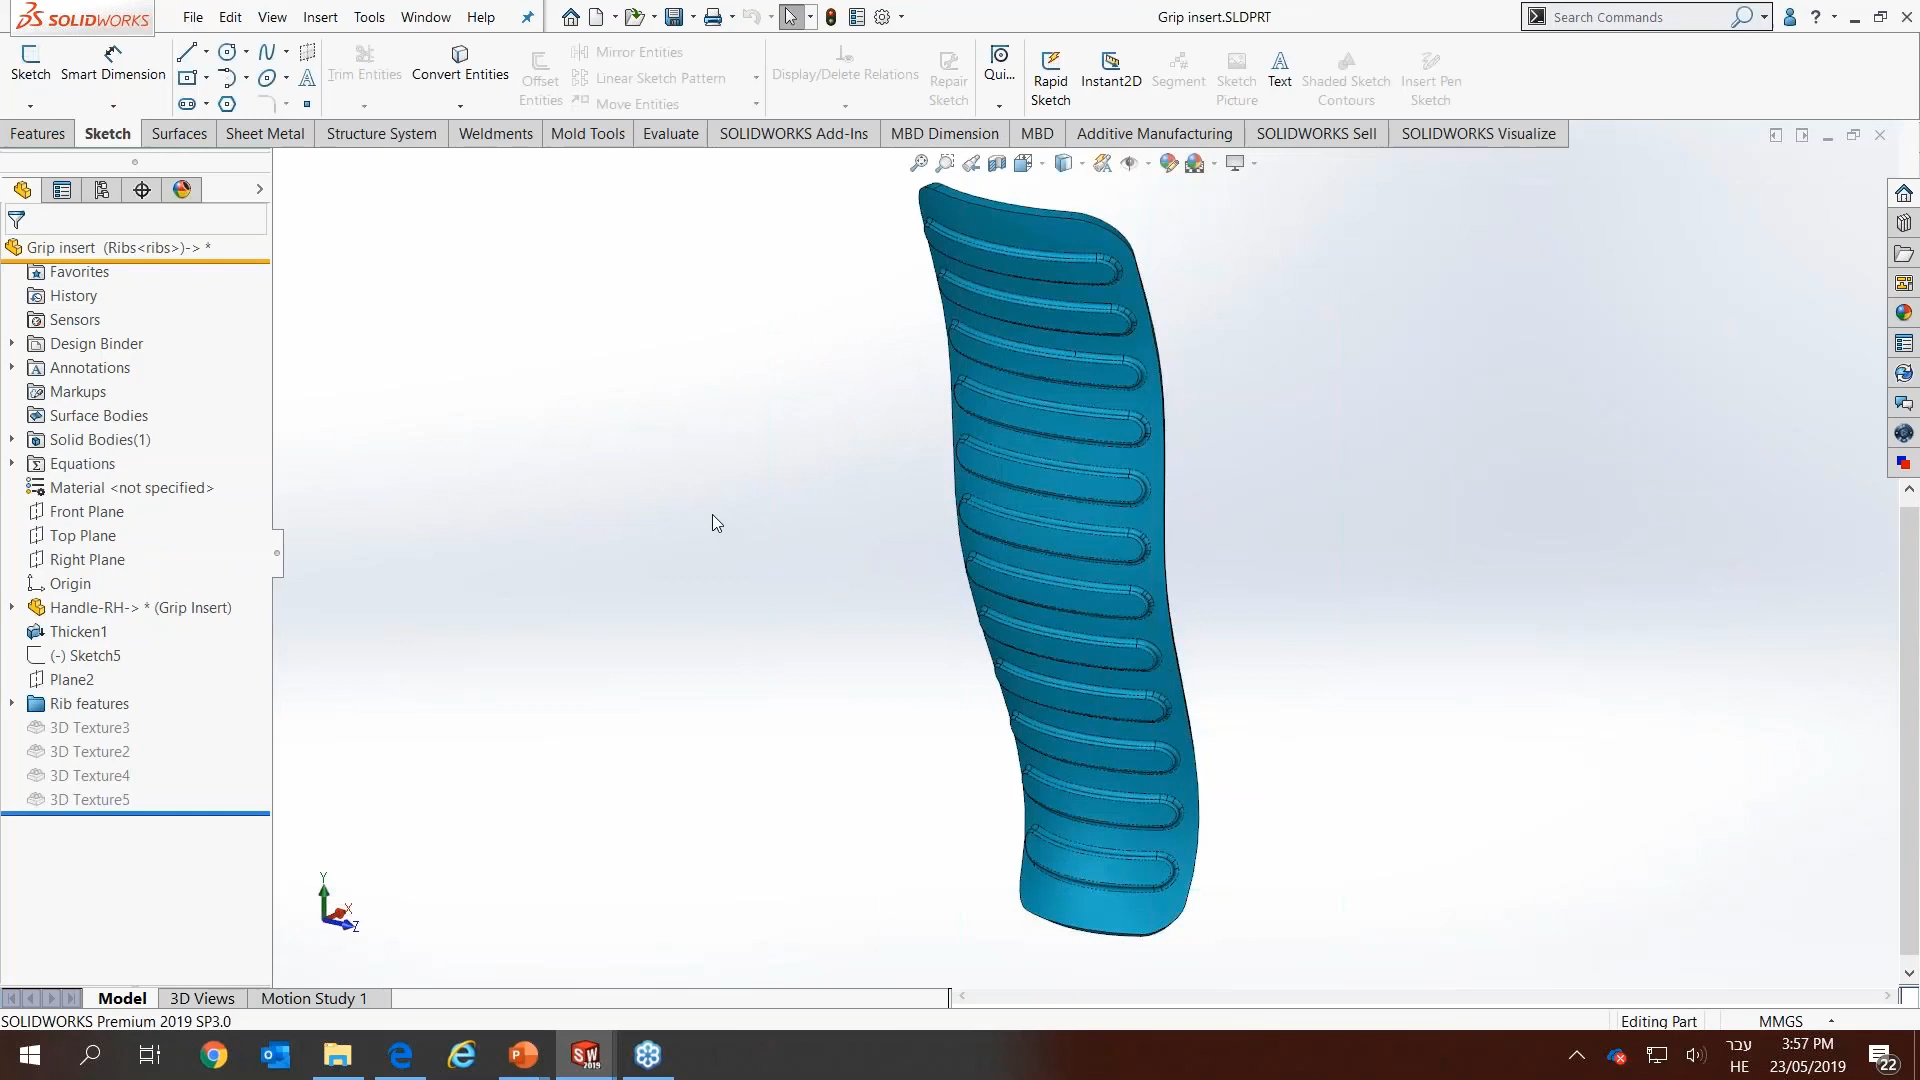 SOLIDWORKS
File Edit View Insert Tools Window Help
Grip insert.SLDPRT
Search Commands
?
Sketch
Smart Dimension
Trim Entities
Convert Entities
Offset Entities
Mirror Entities
Linear Sketch Pattern
Move Entities
Display/Delete Relations
Repair Sketch
Qui...
Rapid Sketch
Instant2D
Segment
Sketch Picture
Text
Shaded Sketch Contours
Insert Pen Sketch
Features Sketch Surfaces Sheet Metal Structure System Weldments Mold Tools Evaluate SOLIDWORKS Add-Ins MBD Dimension MBD Additive Manufacturing SOLIDWORKS Sell SOLIDWORKS Visualize
Grip insert (Ribs<ribs>)-> *
Favorites
History
Sensors
Design Binder
Annotations
Markups
Surface Bodies
Solid Bodies(1)
Equations
Material <not specified>
Front Plane
Top Plane
Right Plane
Origin
Handle-RH-> * (Grip Insert)
Thicken1
(-) Sketch5
Plane2
Rib features
3D Texture3
3D Texture2
3D Texture4
3D Texture5
Y
X
Z
Model 3D Views Motion Study 1
SOLIDWORKS Premium 2019 SP3.0
Editing Part
MMGS
SW
2019
עבר
HE
3:57 PM
23/05/2019
22